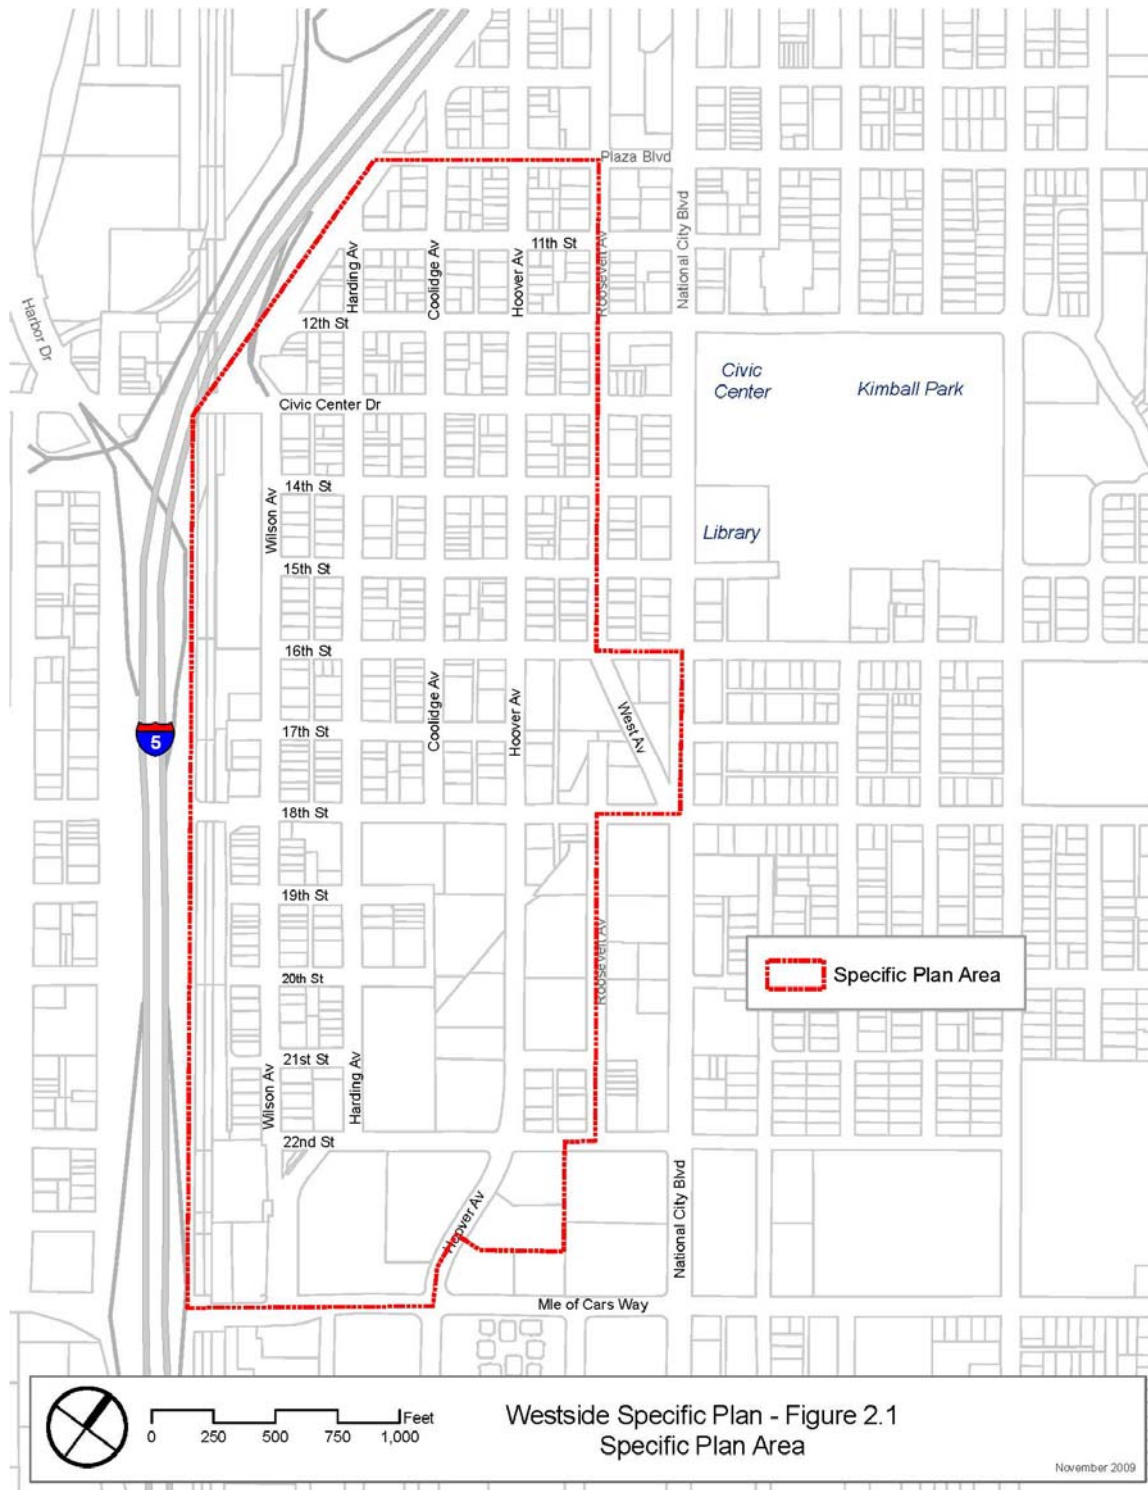 Plaza Blvd
11th St
Harding Av
Coolidge Av
Hoover Av
Roosevelt Av
National City Blvd
Harbor Dr
12th St
Civic
Center
Kimball Park
Civic Center Dr
14th St
Wilson Av
Library
15th St
16th St
Coolidge Av
Hoover Av
West Av
17th St
5
18th St
19th St
Roosevelt Av
Specific Plan Area
20th St
21st St
Wilson Av
Harding Av
22nd St
Hoover Av
National City Blvd
Mle of Cars Way
Feet
0 250 500 750 1,000
Westside Specific Plan - Figure 2.1
Specific Plan Area
November 2009